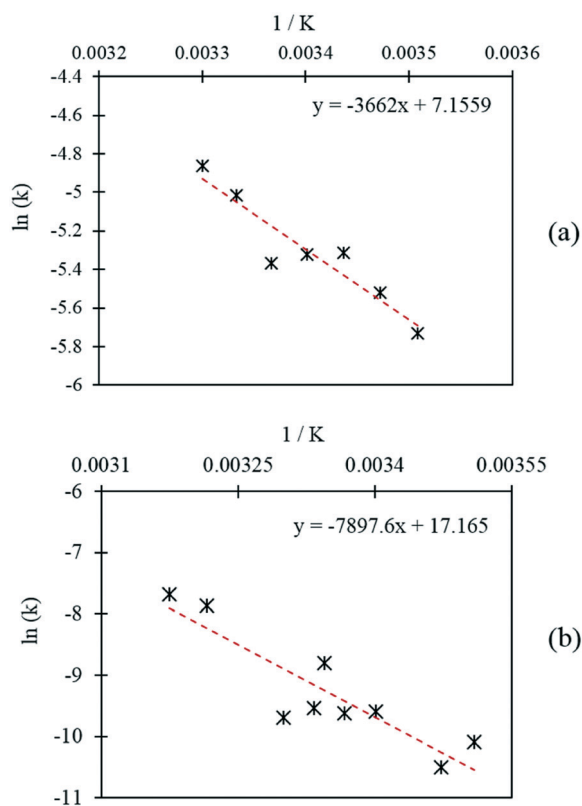 1 / K
0.0032 0.0033 0.0034 0.0035 0.0036
-4.4
y = -3662x + 7.1559
-4.8
-5
ln (k)
(a)
-5.2
-5.4
-5.6
-5.8
-6
1 / K
0.0031 0.00325 0.0034 0.00355
-6
y = -7897.6x + 17.165
-7
-8
ln (k)
(b)
-9
-10
-11